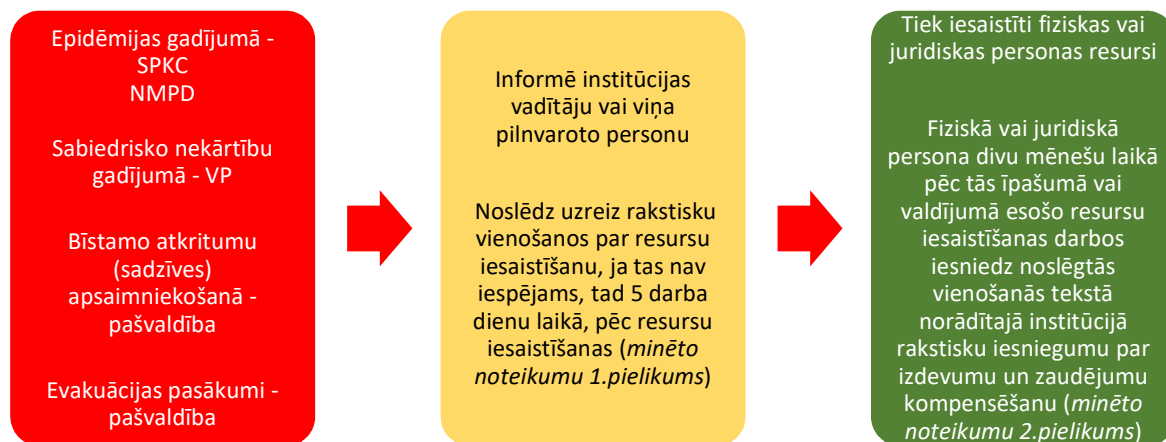 Epidēmijas gadījumā -
SPKC
NMPD
Sabiedrisko nekārtību
gadījumā - VP
Bīstamo atkritumu
(sadzīves)
apsaimniekošanā -
pašvaldība
Evakuācijas pasākumi -
pašvaldība
Informē institūcijas
vadītāju vai viņa
pilnvaroto personu
Noslēdz uzreiz rakstisku
vienošanos par resursu
iesaistīšanu, ja tas nav
iespējams, tad 5 darba
dienu laikā, pēc resursu
iesaistīšanas (minēto
noteikumu 1.pielikums)
Tiek iesaistīti fiziskas vai
juridiskas personas resursi
Fiziskā vai juridiskā
persona divu mēnešu laikā
pēc tās īpašumā vai
valdījumā esošo resursu
iesaistīšanas darbos
iesniedz noslēgtās
vienošanās tekstā
norādītajā institūcijā
rakstisku iesniegumu par
izdevumu un zaudējumu
kompensēšanu (minēto
noteikumu 2.pielikums)